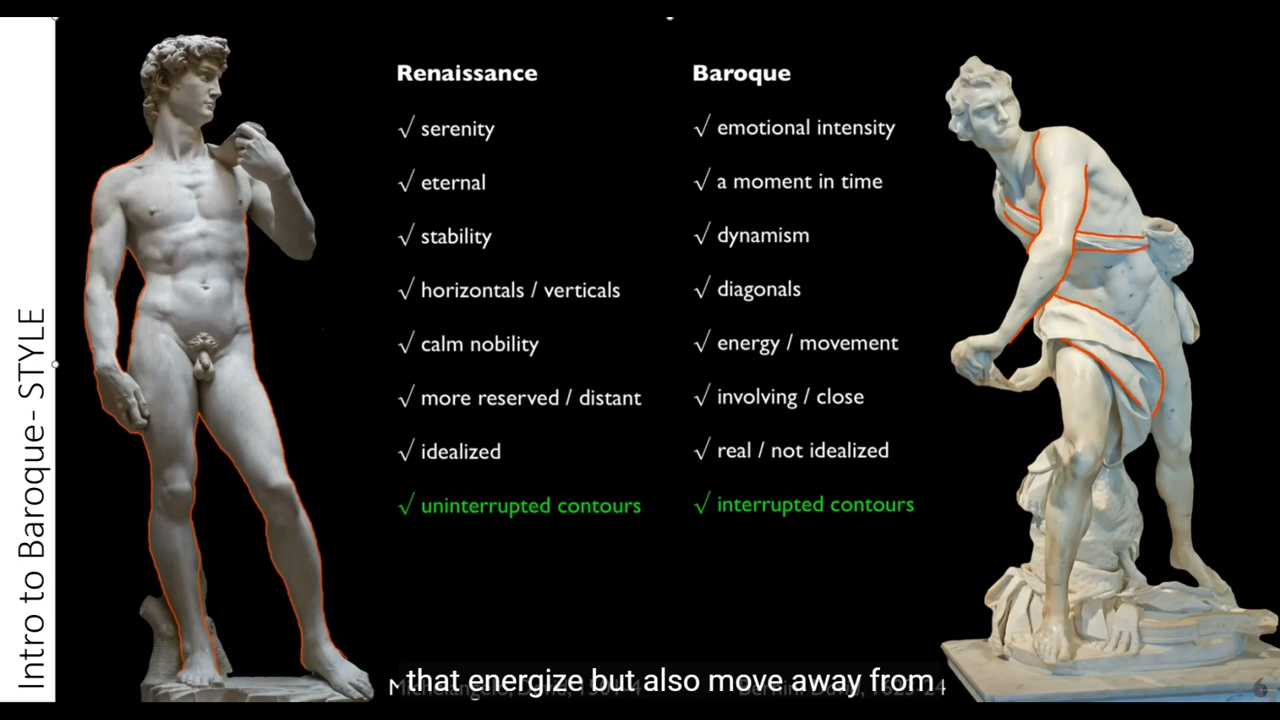 Intro to Baroque- STYLE
Renaissance
√ serenity
√ eternal
√ stability
√ horizontals / verticals
√ calm nobility
√ more reserved / distant
√ idealized
√ uninterrupted contours
Baroque
√ emotional intensity
√ a moment in time
√ dynamism
√ diagonals
√ energy / movement
√ involving / close
√ real / not idealized
√ interrupted contours
that energize but also move away from